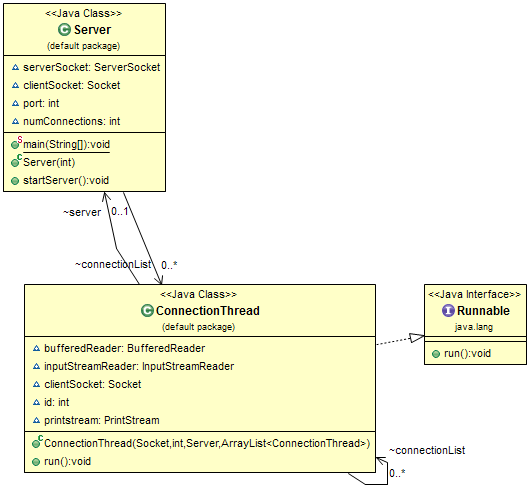 <<Java Class>>
Server
(default package)
serverSocket: ServerSocket
clientSocket: Socket
port: int
numConnections: int
main(String[]):void
Server(int)
startServer():void
~server 0..1
~connectionList 0..*
<<Java Class>>
ConnectionThread
(default package)
bufferedReader: BufferedReader
inputStreamReader: InputStreamReader
clientSocket: Socket
id: int
printstream: PrintStream
ConnectionThread(Socket,int,Server,ArrayList<ConnectionThread>)
run():void
<<Java Interface>>
Runnable
java.lang
run():void
~connectionList
0..*